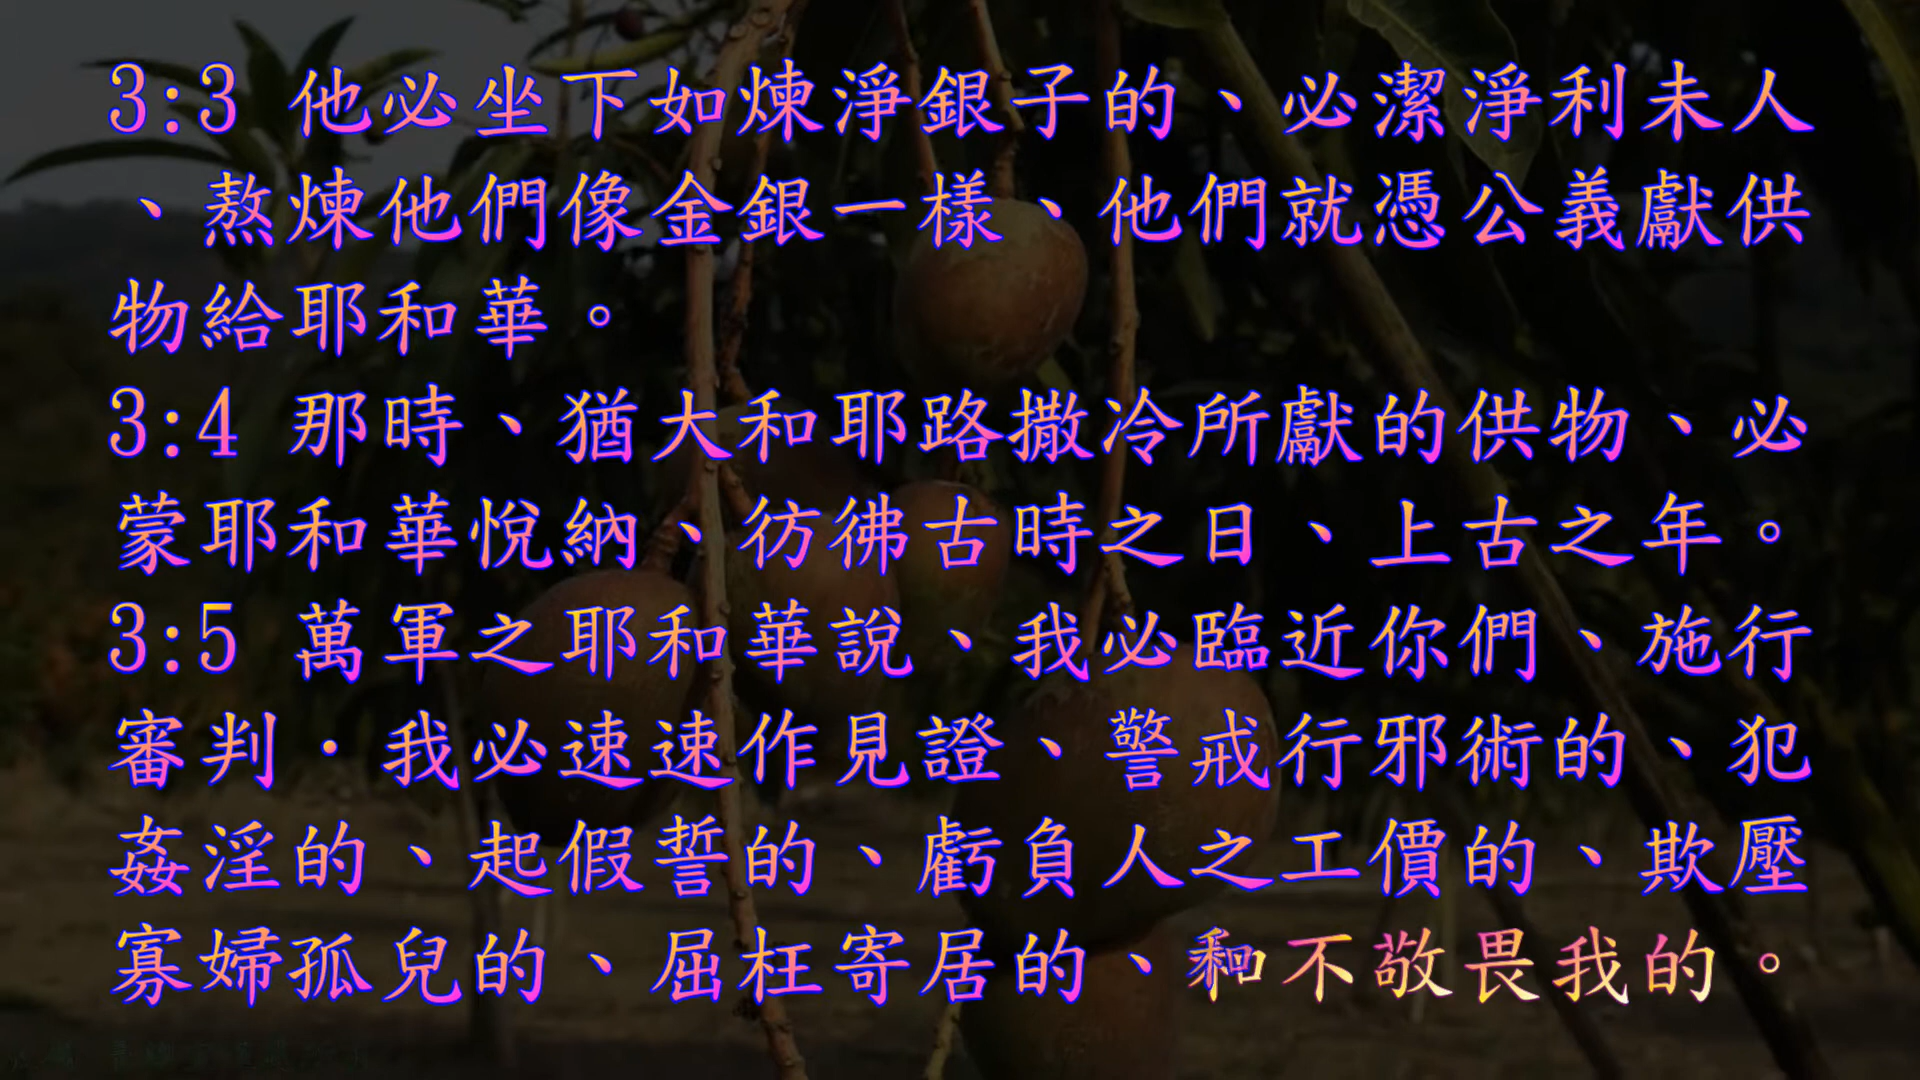 3:3 他必坐下如煉淨銀子的、必潔淨利未人
、熬煉他們像金銀一樣、他們就憑公義獻供
物給耶和華。
3:4 那時、猶大和耶路撒冷所獻的供物、必
蒙耶和華悅納、彷彿古時之日、上古之年。
3:5 萬軍之耶和華說、我必臨近你們、施行
審判．我必速速作見證、警戒行邪術的、犯
姦淫的、起假誓的、虧負人之工價的、欺壓
寡婦孤兒的、屈枉寄居的、和不敬畏我的。